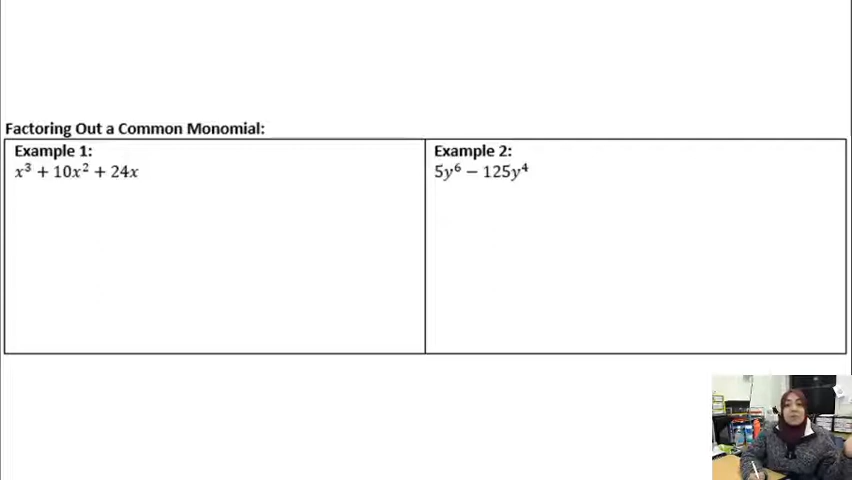 Factoring Out a Common Monomial:
Example 1:
x³ + 10x² + 24x
Example 2:
5y⁶ − 125y⁴